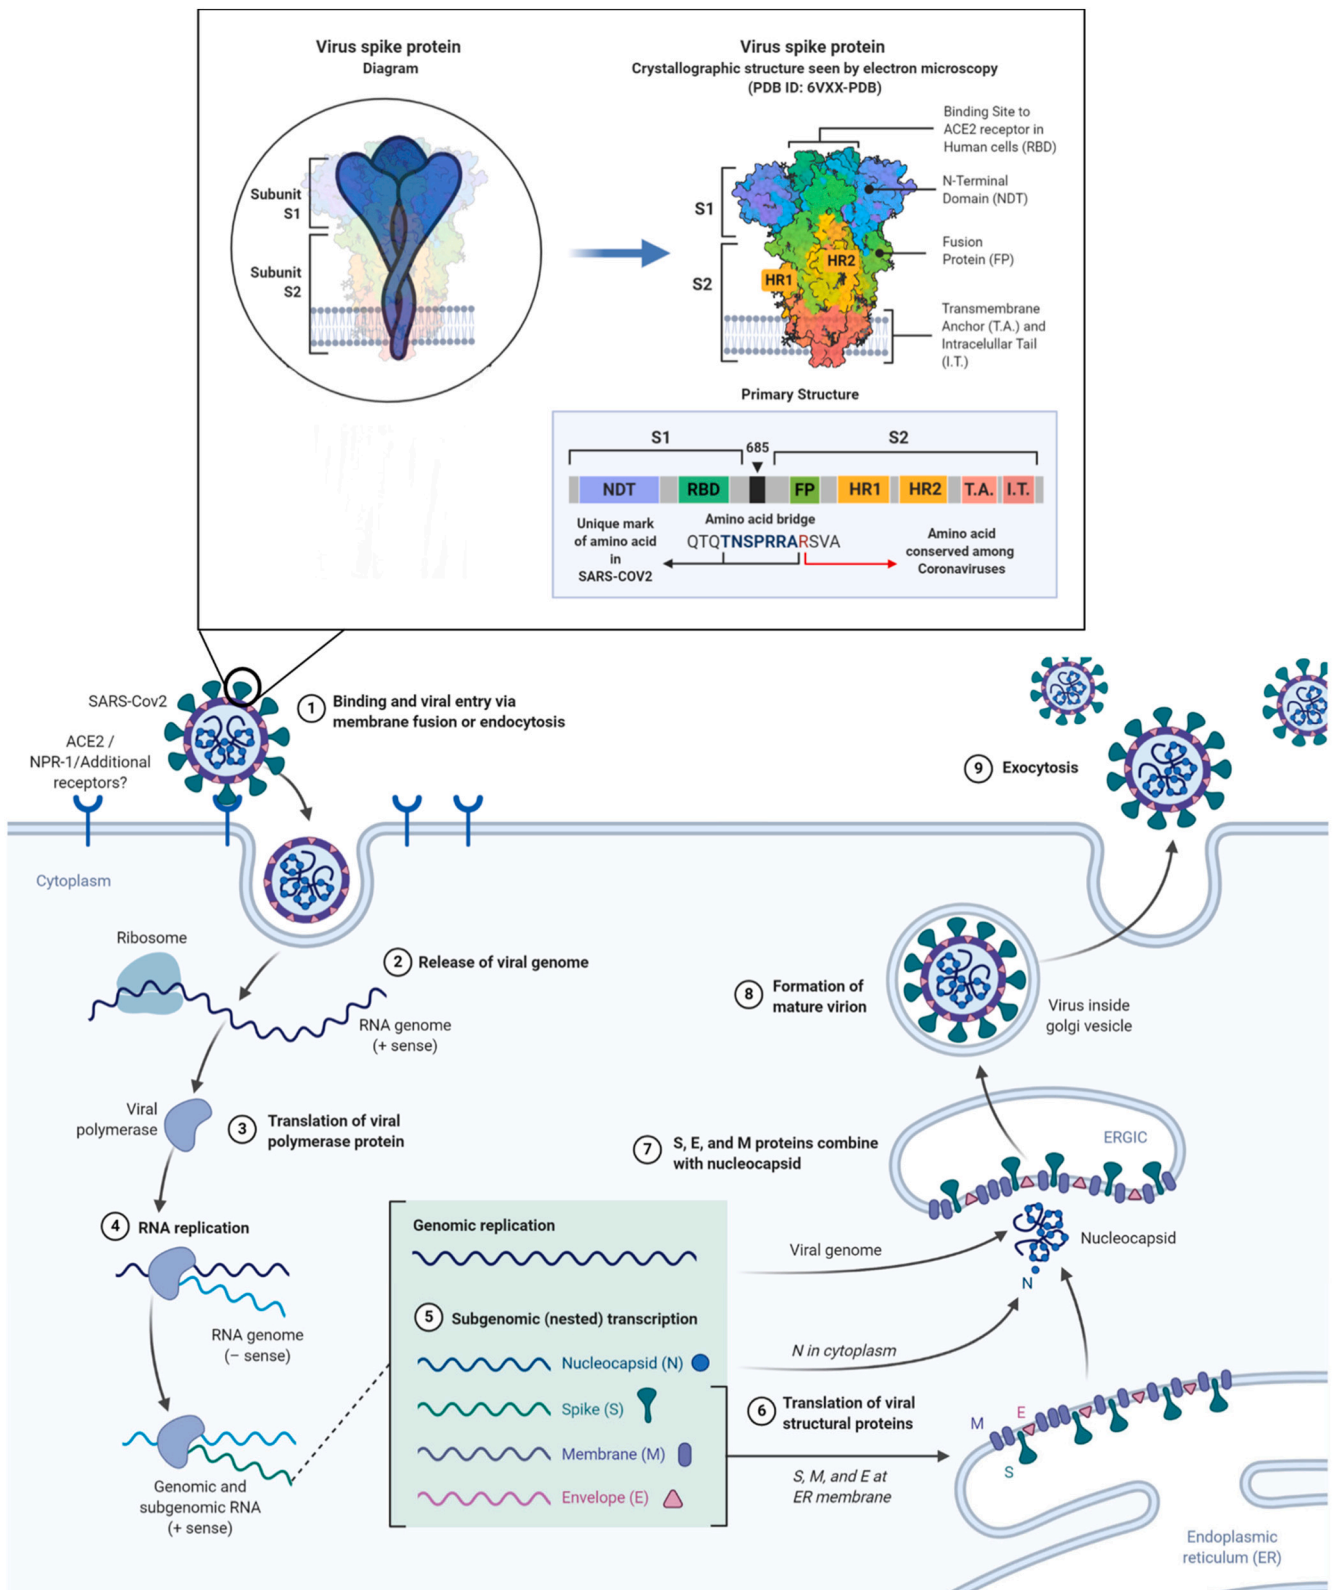 Virus spike protein
Diagram
Subunit
S1
Subunit
S2
Virus spike protein
Crystallographic structure seen by electron microscopy
(PDB ID: 6VXX-PDB)
Binding Site to
ACE2 receptor in
Human cells (RBD)
N-Terminal
Domain (NDT)
Fusion
Protein (FP)
Transmembrane
Anchor (T.A.) and
Intracelullar Tail
(I.T.)
S1
S2
HR1
HR2
Primary Structure
S1
685
S2
NDT
RBD
FP
HR1
HR2
T.A.
I.T.
Unique mark
of amino acid
in
SARS-COV2
Amino acid bridge
QTQTNSPRRARSVA
Amino acid
conserved among
Coronaviruses
SARS-Cov2
1 Binding and viral entry via
membrane fusion or endocytosis
ACE2 /
NPR-1/Additional
receptors?
9 Exocytosis
Cytoplasm
Ribosome
2 Release of viral genome
RNA genome
(+ sense)
8 Formation of
mature virion
Virus inside
golgi vesicle
Viral
polymerase
3 Translation of viral
polymerase protein
7 S, E, and M proteins combine
with nucleocapsid
ERGIC
4 RNA replication
RNA genome
(– sense)
Genomic and
subgenomic RNA
(+ sense)
Genomic replication
5 Subgenomic (nested) transcription
Nucleocapsid (N)
Spike (S)
Membrane (M)
Envelope (E)
Viral genome
Nucleocapsid
N
N in cytoplasm
6 Translation of viral
structural proteins
S, M, and E at
ER membrane
M
E
S
Endoplasmic
reticulum (ER)